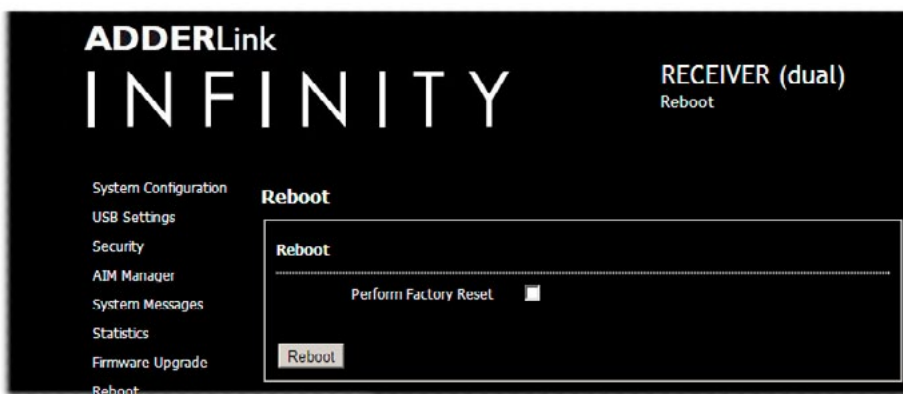 ADDERLink
INFINITY
RECEIVER (dual)
Reboot
System Configuration
USB Settings
Security
AIM Manager
System Messages
Statistics
Firmware Upgrade
Reboot
Reboot
Reboot
Perform Factory Reset
Reboot